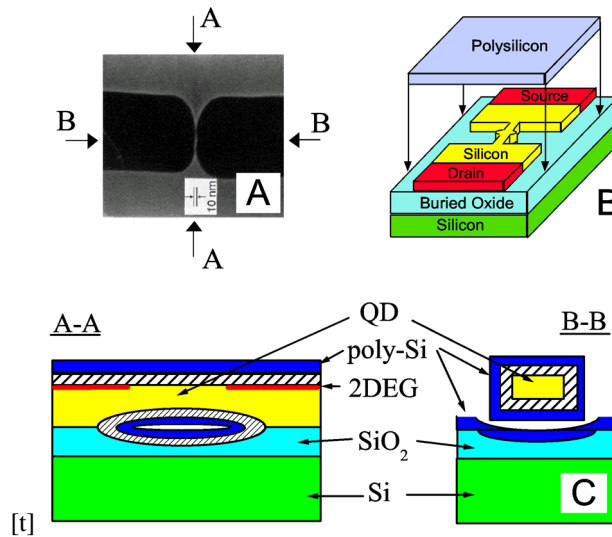 A
B
B
10 nm
A
A
Polysilicon
Source
Silicon
Drain
Buried Oxide
Silicon
B
A-A
QD
B-B
poly-Si
2DEG
SiO₂
Si
C
[t]